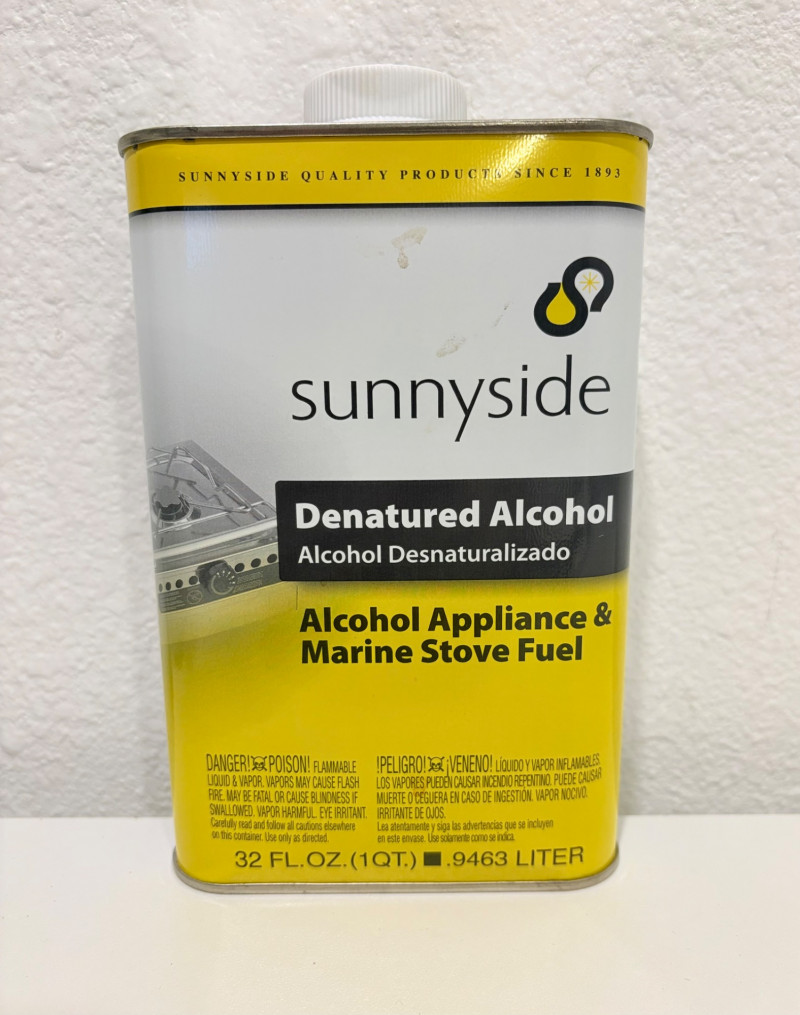 SUNNYSIDE QUALITY PRODUCTS SINCE 1893
sunnyside
Denatured Alcohol
Alcohol Desnaturalizado
Alcohol Appliance &
Marine Stove Fuel
DANGER! POISON! FLAMMABLE
LIQUID & VAPOR. VAPORS MAY CAUSE FLASH
FIRE. MAY BE FATAL OR CAUSE BLINDNESS IF
SWALLOWED. VAPOR HARMFUL. EYE IRRITANT.
Carefully read and follow all cautions elsewhere
on this container. Use only as directed.
!PELIGRO! ¡VENENO! LÍQUIDO Y VAPOR INFLAMABLES.
LOS VAPORES PUEDEN CAUSAR INCENDIO REPENTINO. PUEDE CAUSAR
MUERTE O CEGUERA EN CASO DE INGESTIÓN. VAPOR NOCIVO.
IRRITANTE DE OJOS.
Lea atentamente y siga las advertencias que se incluyen
en este envase. Use solamente como se indica.
32 FL.OZ.(1QT.) ■ .9463 LITER